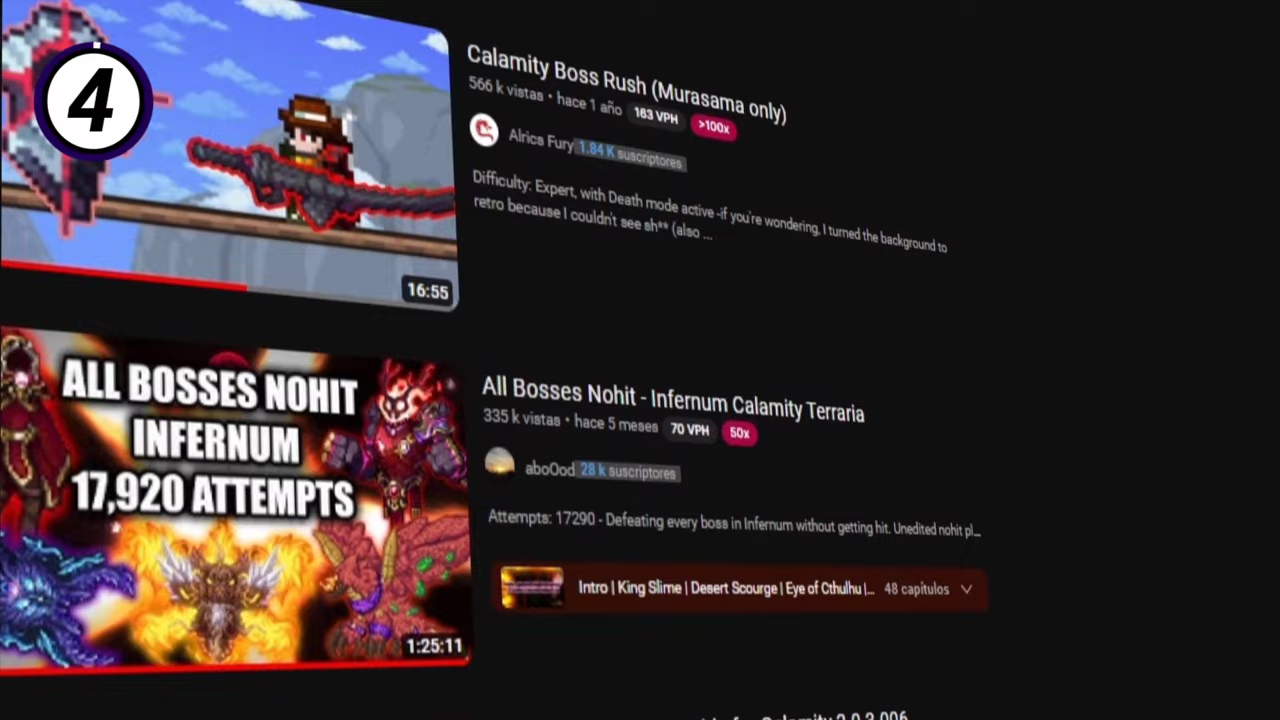 4
Calamity Boss Rush (Murasama only)
566 k vistas • hace 1 año 163 VPH >100x
Alrica Fury 1.84 K suscriptores
Difficulty: Expert, with Death mode active -if you're wondering, I turned the background to
retro because I couldn't see sh** (also ...
16:55
ALL BOSSES NOHIT
INFERNUM
17,920 ATTEMPTS
1:25:11
All Bosses Nohit - Infernum Calamity Terraria
335 k vistas • hace 5 meses 70 VPH 50x
aboOod 28 k suscriptores
Attempts: 17290 - Defeating every boss in Infernum without getting hit. Unedited nohit pl...
Intro | King Slime | Desert Scourge | Eye of Cthulhu |... 48 capítulos